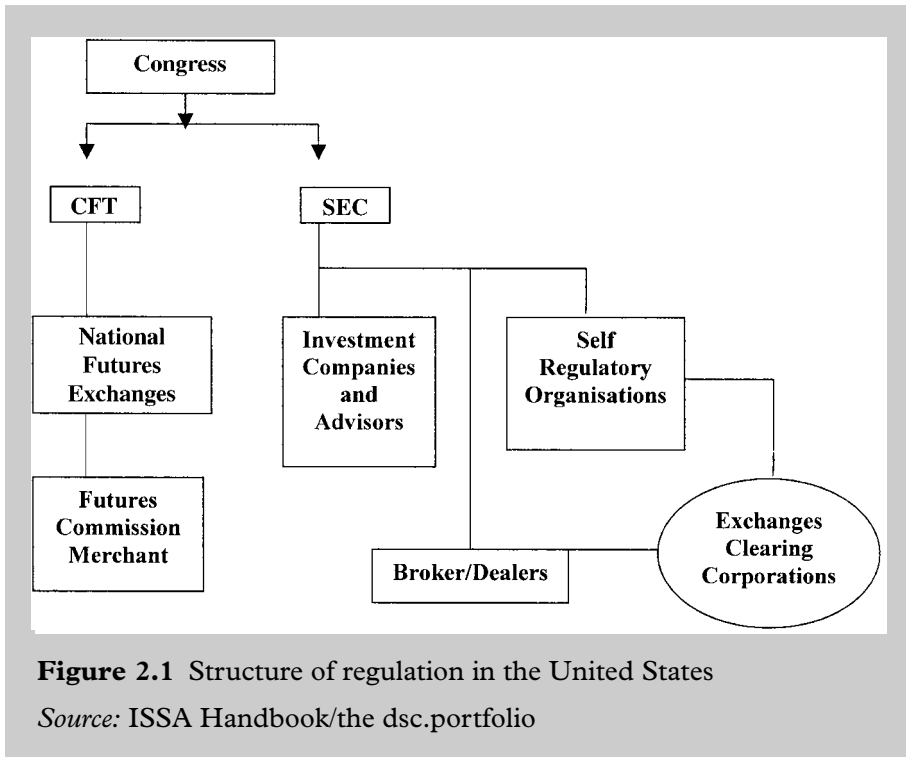 Congress
CFT
SEC
National
Futures
Exchanges
Investment
Companies
and
Advisors
Self
Regulatory
Organisations
Futures
Commission
Merchant
Broker/Dealers
Exchanges
Clearing
Corporations
Figure 2.1 Structure of regulation in the United States
Source: ISSA Handbook/the dsc.portfolio